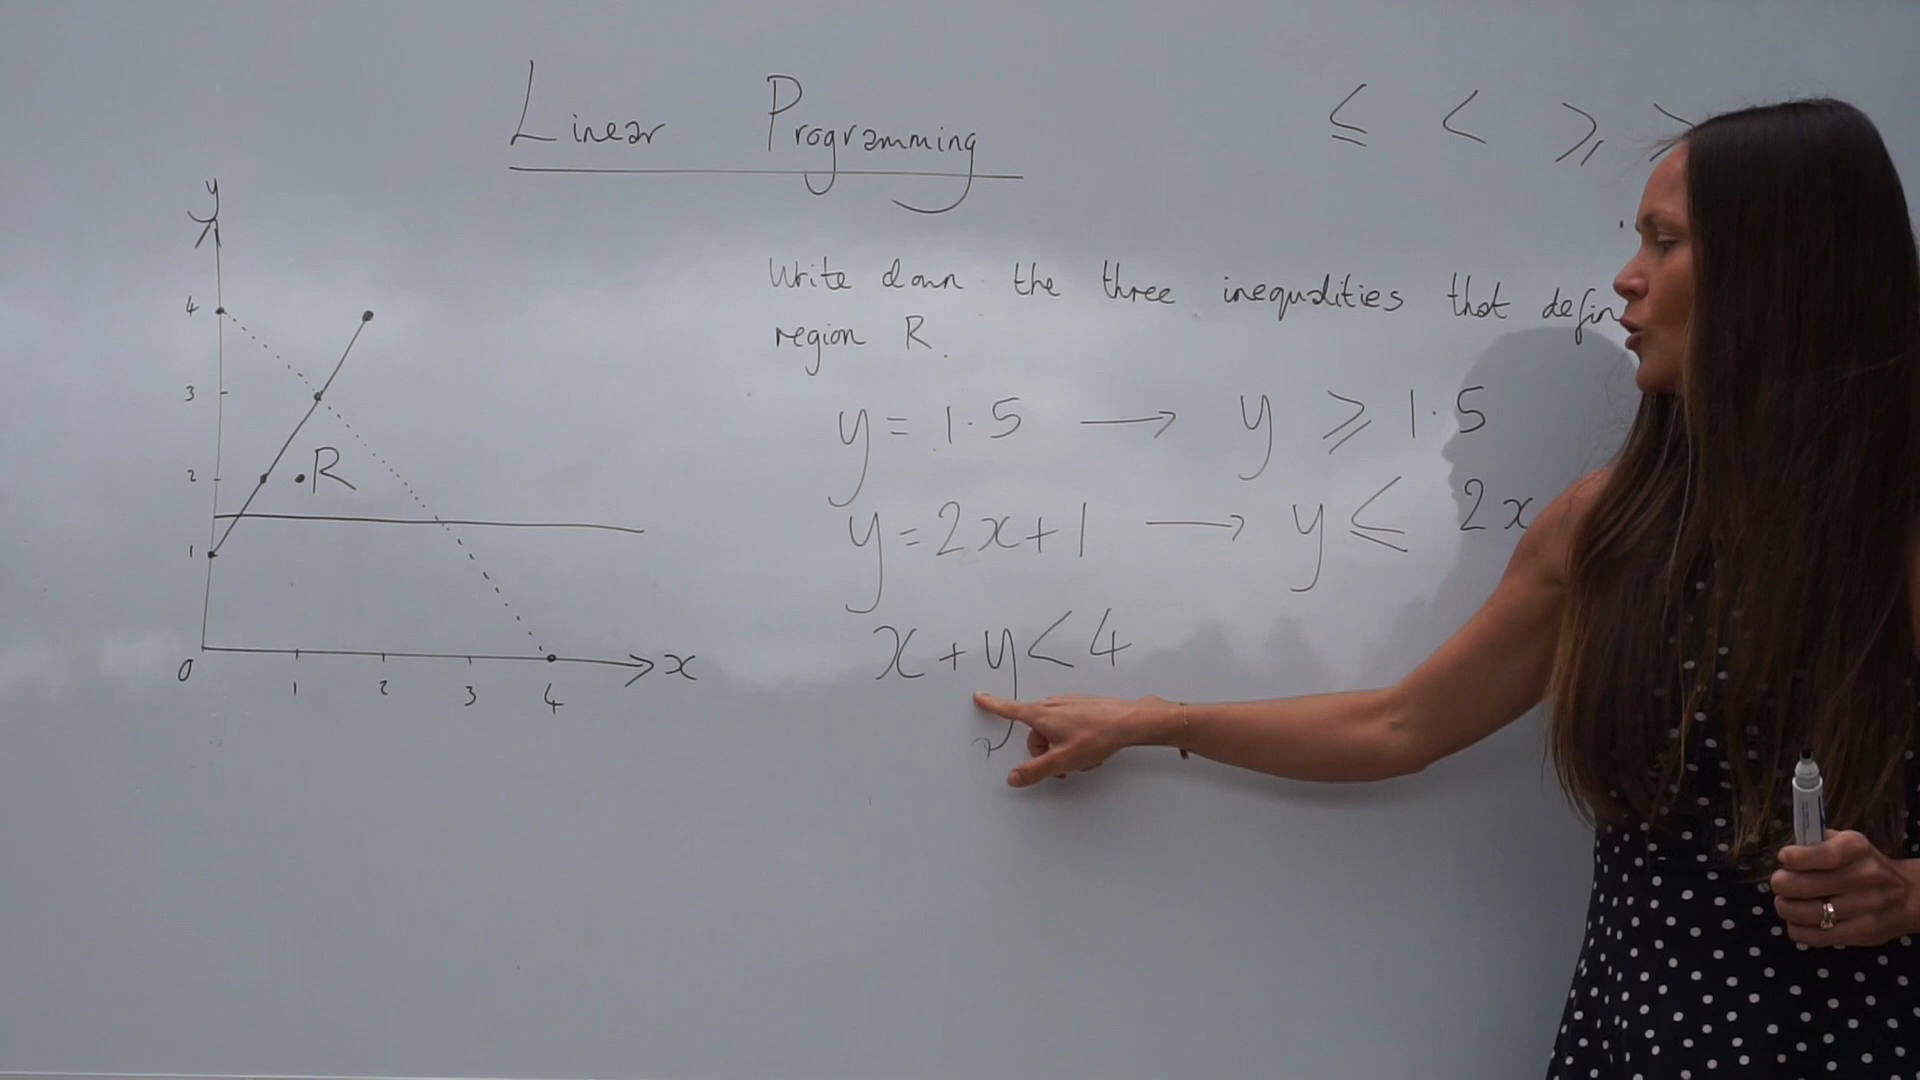 Linear Programming
≤ < ⩾ >
Write down the three inequalities that
region R.
y = 1.5 → y ⩾ 1.5
y = 2x + 1 → y ≤ 2x
x + y < 4
y
4
3
2
.R
1
0
1 2 3 4
x